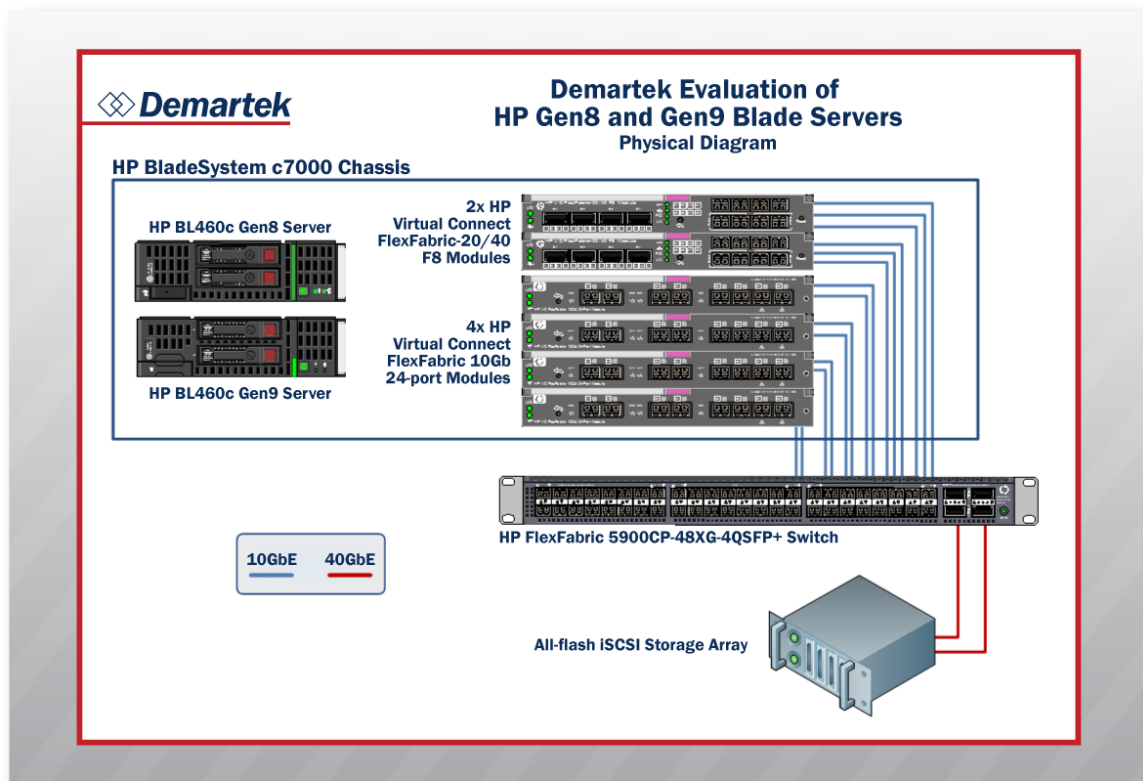 Demartek
Demartek Evaluation of
HP Gen8 and Gen9 Blade Servers
Physical Diagram
HP BladeSystem c7000 Chassis
HP BL460c Gen8 Server
HP BL460c Gen9 Server
2x HP
Virtual Connect
FlexFabric-20/40
F8 Modules
4x HP
Virtual Connect
FlexFabric 10Gb
24-port Modules
HP FlexFabric 5900CP-48XG-4QSFP+ Switch
10GbE 40GbE
All-flash iSCSI Storage Array